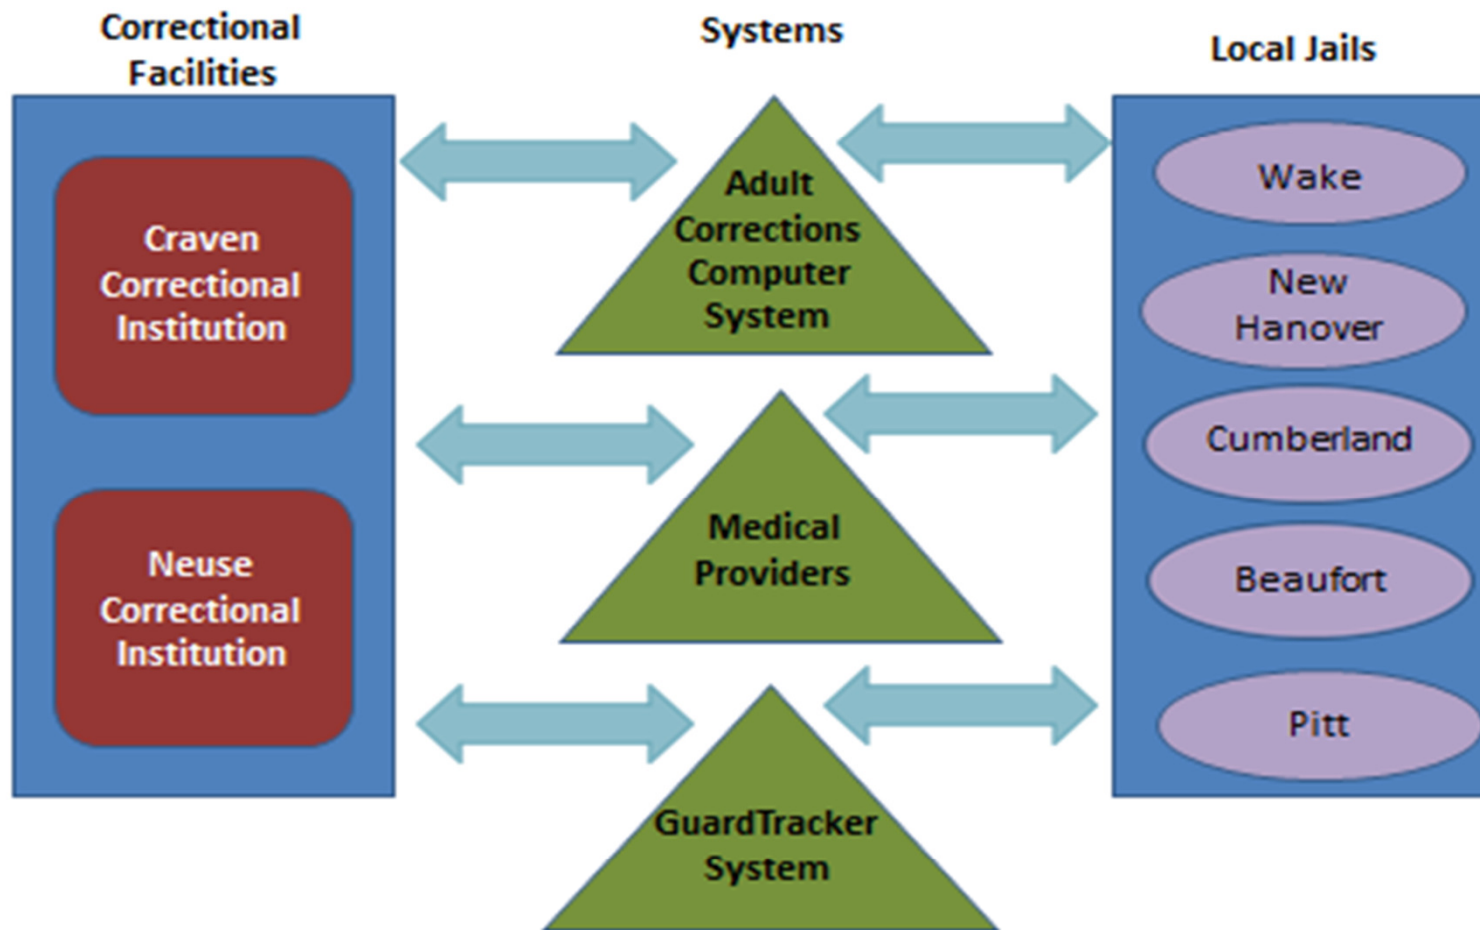 Correctional
Facilities
Systems
Local Jails
Craven
Correctional
Institution
Neuse
Correctional
Institution
Adult
Corrections
Computer
System
Medical
Providers
GuardTracker
System
Wake
New
Hanover
Cumberland
Beaufort
Pitt